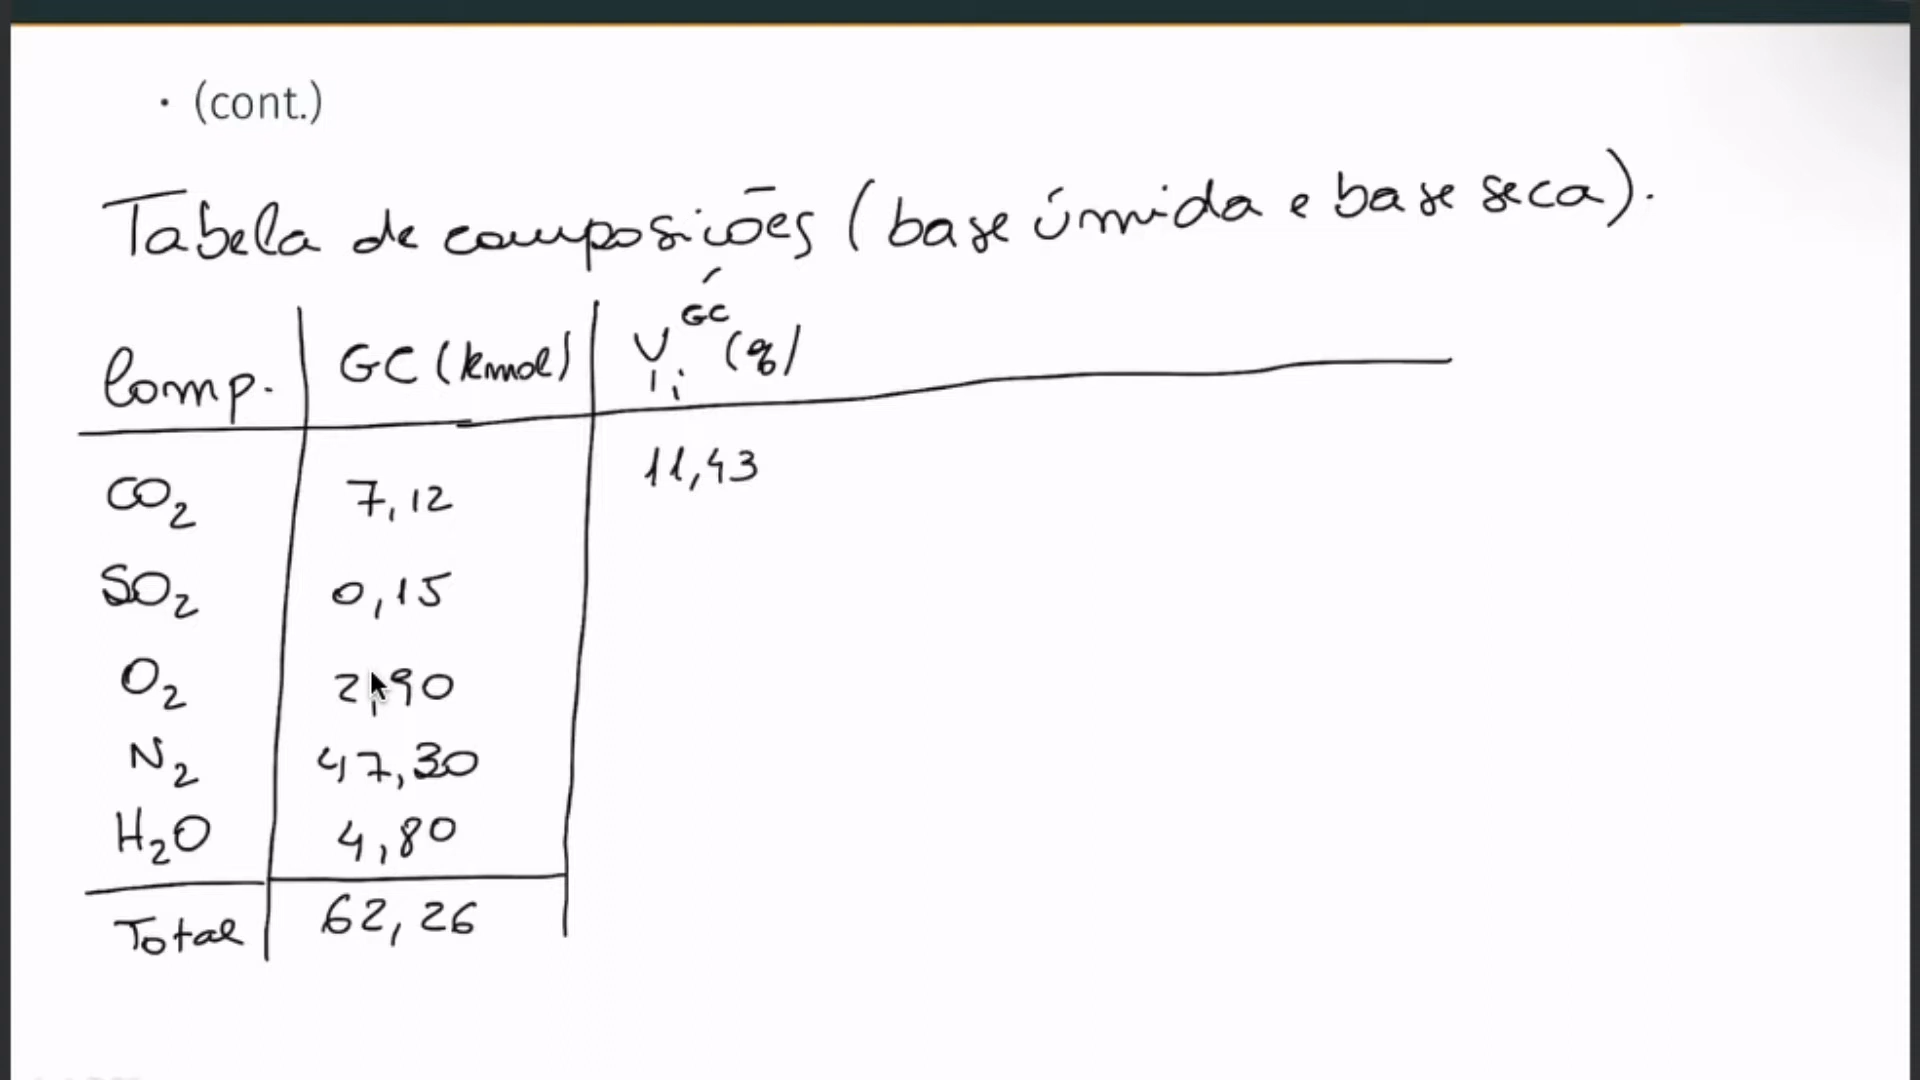 • (cont.)
Tabela de composições (base úmida e base seca).
Comp. GC (kmol) Yi GC (%)
CO2 7,12 11,43
SO2 0,15
O2 2,90
N2 47,30
H2O 4,80
Total 62,26